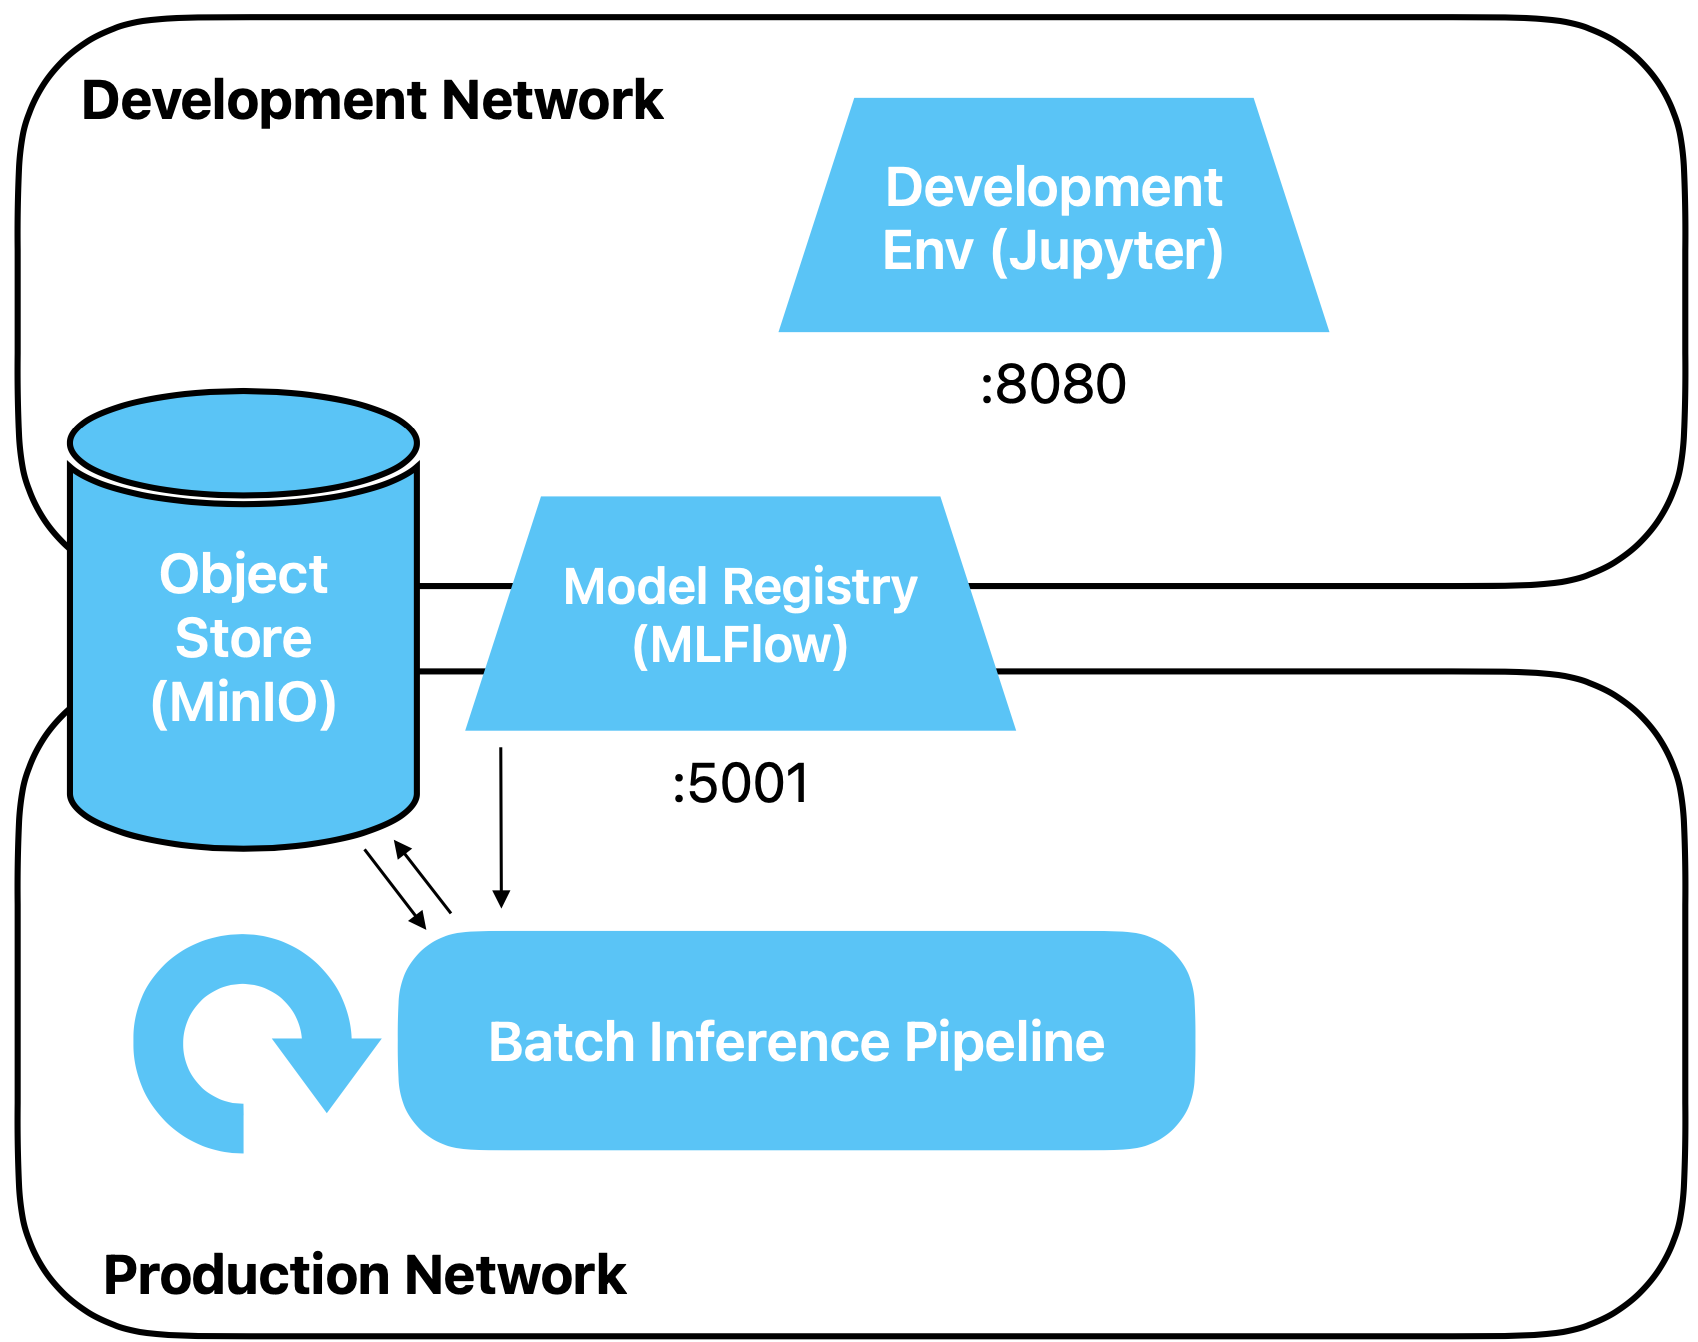 Development Network
Development
Env (Jupyter)
:8080
Object
Store
(MinIO)
Model Registry
(MLFlow)
:5001
Batch Inference Pipeline
Production Network